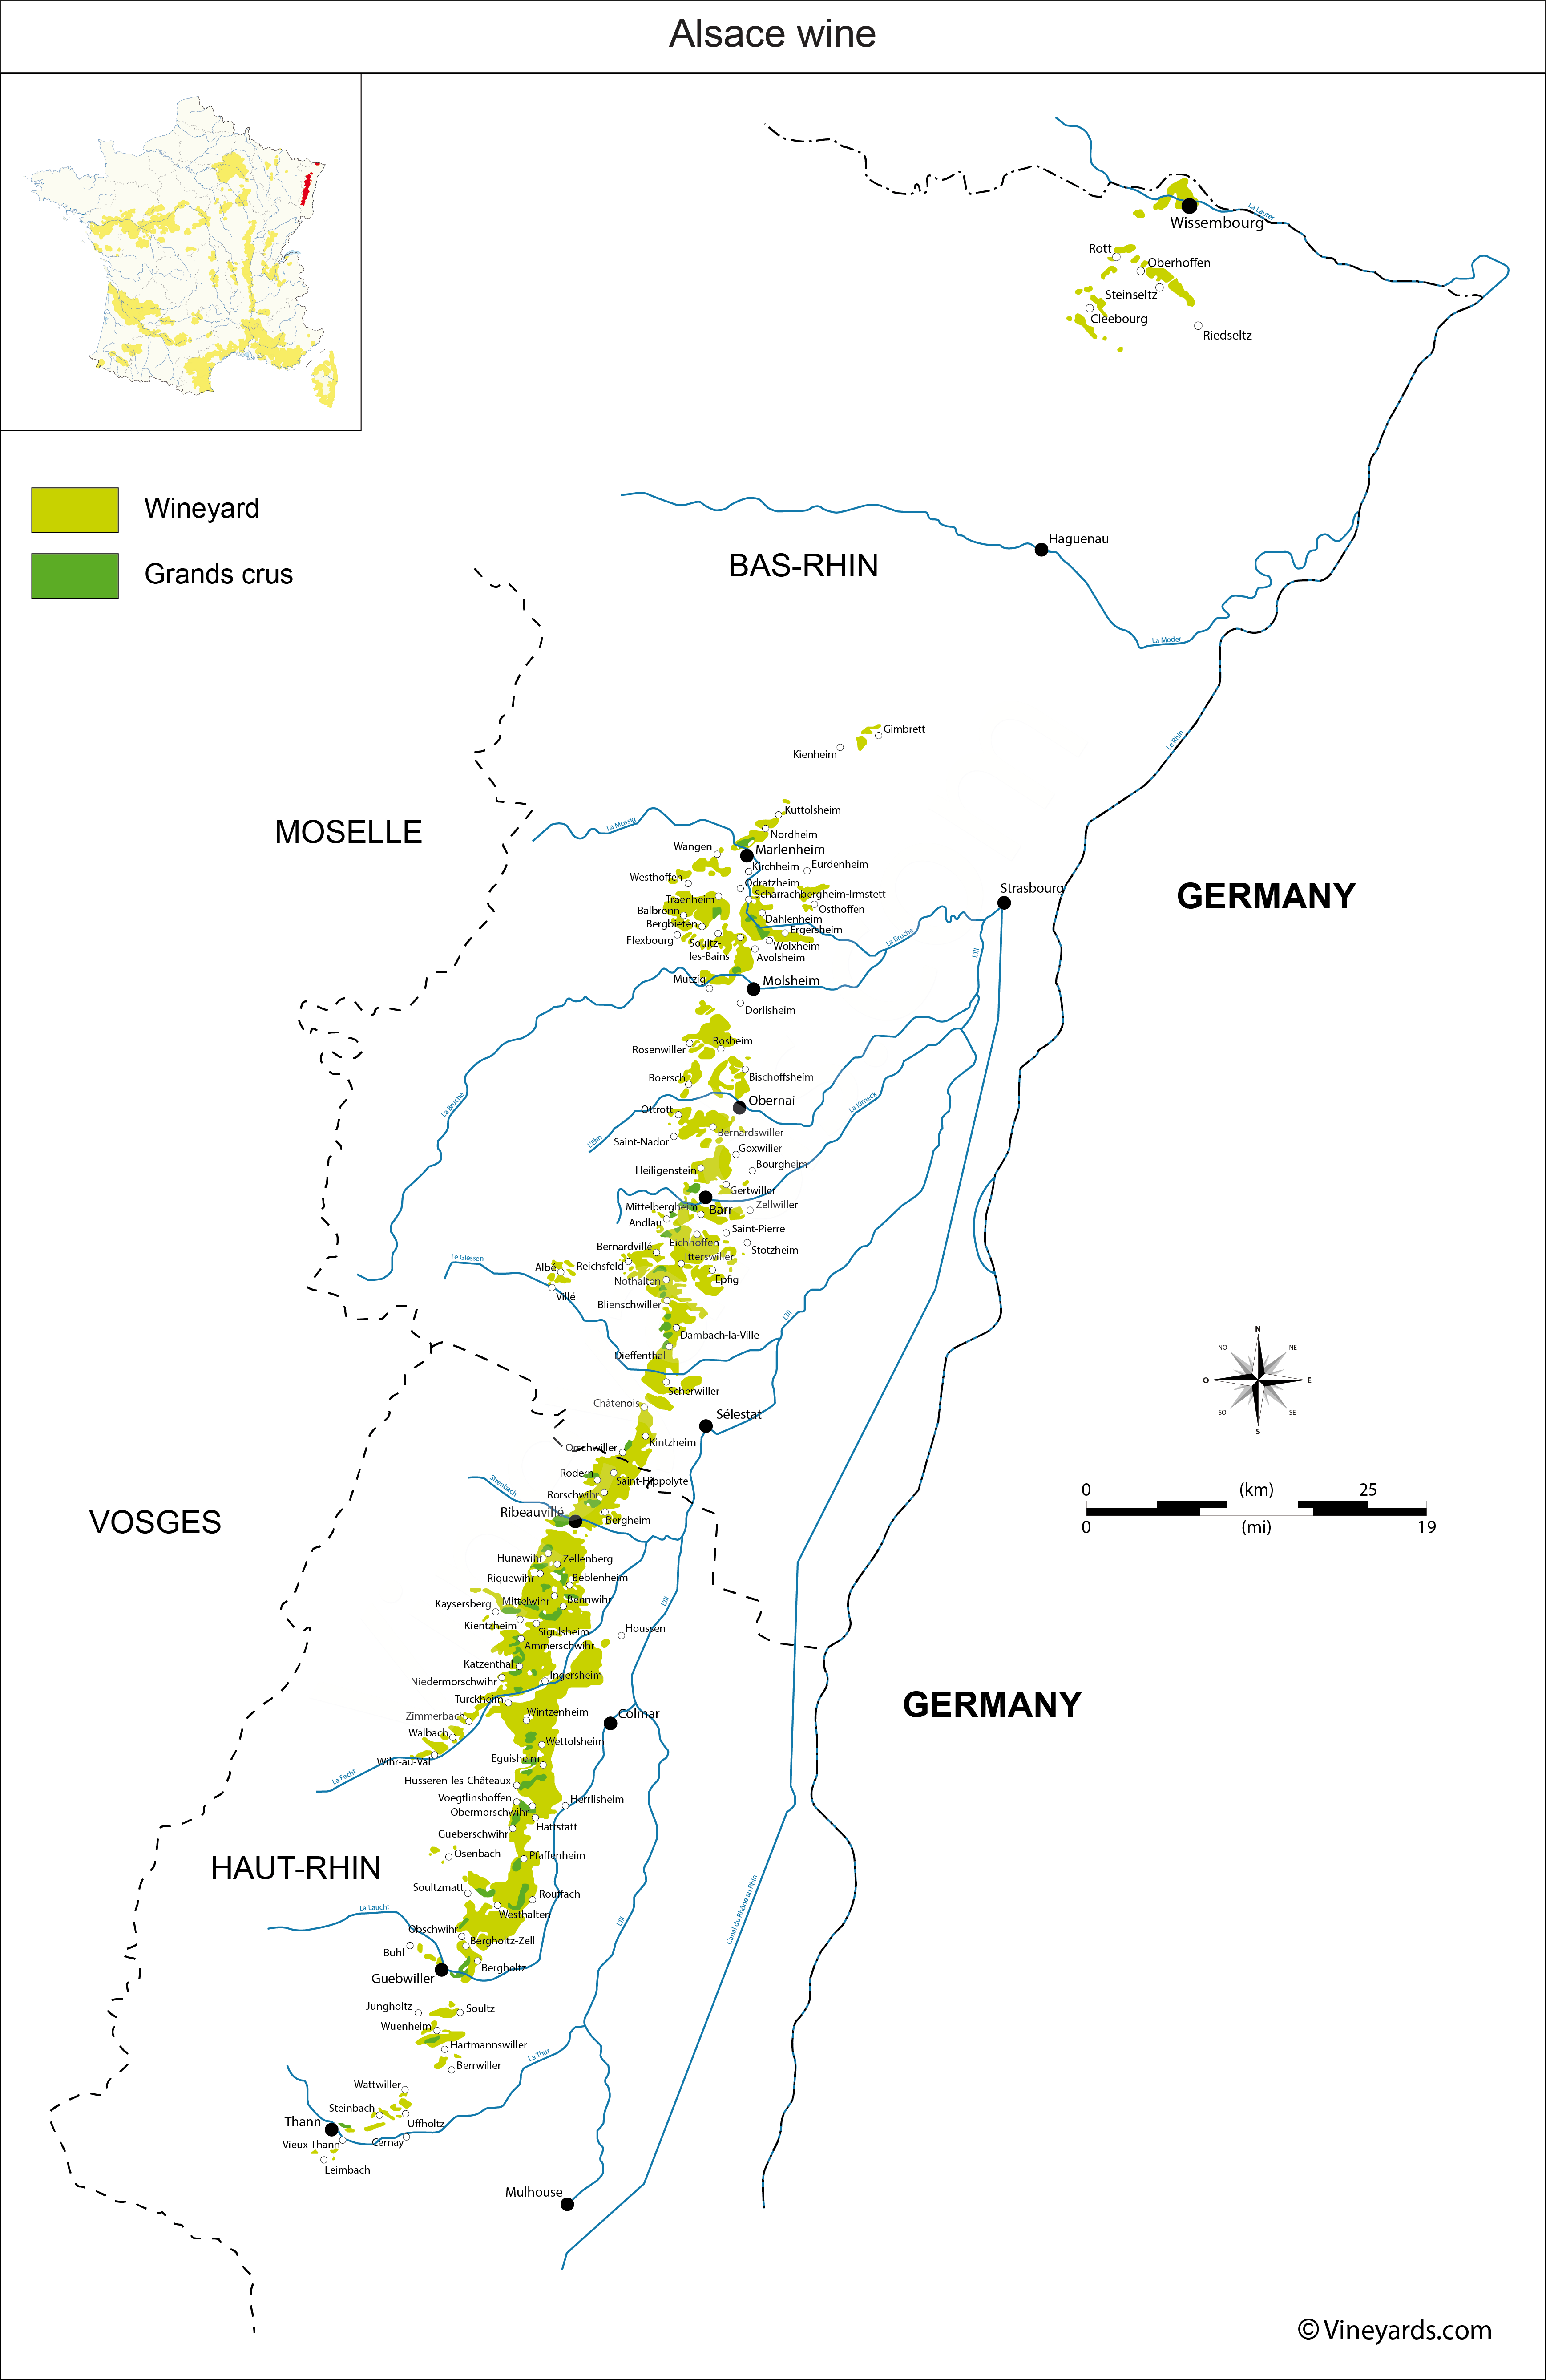 Alsace wine
Wineyard
Grands crus
La Lauter
Wissembourg
Rott
Oberhoffen
Steinseltz
Cleebourg
Riedseltz
Haguenau
BAS-RHIN
La Moder
Le Rhin
Gimbrett
Kienheim
MOSELLE
La Mossig
Kuttolsheim
Nordheim
Wangen
Marlenheim
Kirchheim
Eurdenheim
Westhoffen
Odratzheim
Scharrachbergheim-Irmstett
Traenheim
Osthoffen
Balbronn
Dahlenheim
Bergbieten
Ergersheim
Flexbourg
Soultz-
les-Bains
Wolxheim
Avolsheim
Strasbourg
GERMANY
La Bruche
L'Ill
Mutzig
Molsheim
Dorlisheim
Rosheim
Rosenwiller
Boersch
Bischoffsheim
La Bruche
Obernai
La Kirneck
Ottrott
L'Ehn
Saint-Nador
Bernardswiller
Goxwiller
Bourgheim
Heiligenstein
Gertwiller
Mittelbergheim
Barr
Zellwiller
Andlau
Saint-Pierre
Eichhoffen
Stotzheim
Bernardvillé
Itterswiller
Le Giessen
Albé
Reichsfeld
Nothalten
Epfig
Villé
Blienschwiller
L'Ill
Dambach-la-Ville
Dieffenthal
Scherwiller
Châtenois
Sélestat
Kintzheim
Orschwiller
N
NO
NE
O
E
SO
SE
S
0
(km)
25
0
(mi)
19
Rodern
Saint-Hippolyte
Strenbach
Rorschwihr
VOSGES
Ribeauvillé
Bergheim
Hunawihr
Zellenberg
Riquewihr
Beblenheim
Kaysersberg
Mittelwihr
Bennwihr
L'Ill
Kientzheim
Sigulsheim
Houssen
Ammerschwihr
Katzenthal
Ingersheim
Niedermorschwihr
Turckheim
Zimmerbach
Wintzenheim
Colmar
GERMANY
Walbach
Wettolsheim
Wihr-au-Val
Eguisheim
La Fecht
Husseren-les-Châteaux
Voegtlinshoffen
Herrlisheim
Obermorschwihr
Hattstatt
Gueberschwihr
Osenbach
Pfaffenheim
HAUT-RHIN
Soultzmatt
Rouffach
Westhalten
La Laucht
L'Ill
Canal du Rhône au Rhin
Obschwihr
Bergholtz-Zell
Buhl
Bergholtz
Guebwiller
Jungholtz
Soultz
Wuenheim
Hartmannswiller
La Thur
Berrwiller
Wattwiller
Steinbach
Thann
Uffholtz
Vieux-Thann
Cernay
Leimbach
Mulhouse
© Vineyards.com